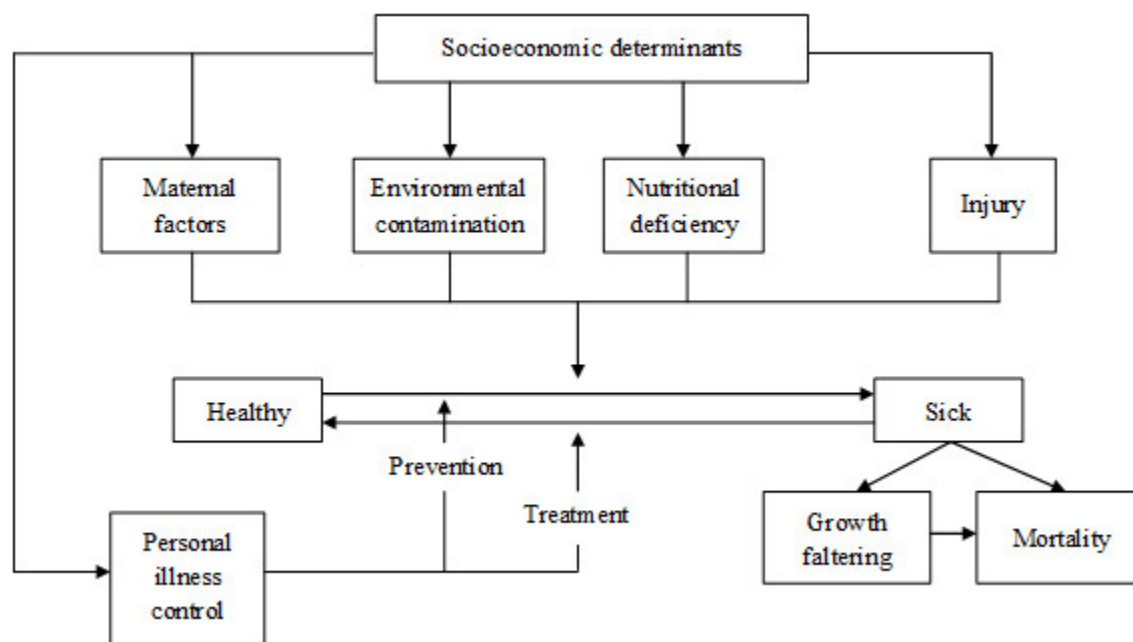 Socioeconomic determinants
Maternal
factors
Environmental
contamination
Nutritional
deficiency
Injury
Healthy
Sick
Prevention
Treatment
Growth
faltering
Mortality
Personal
illness
control